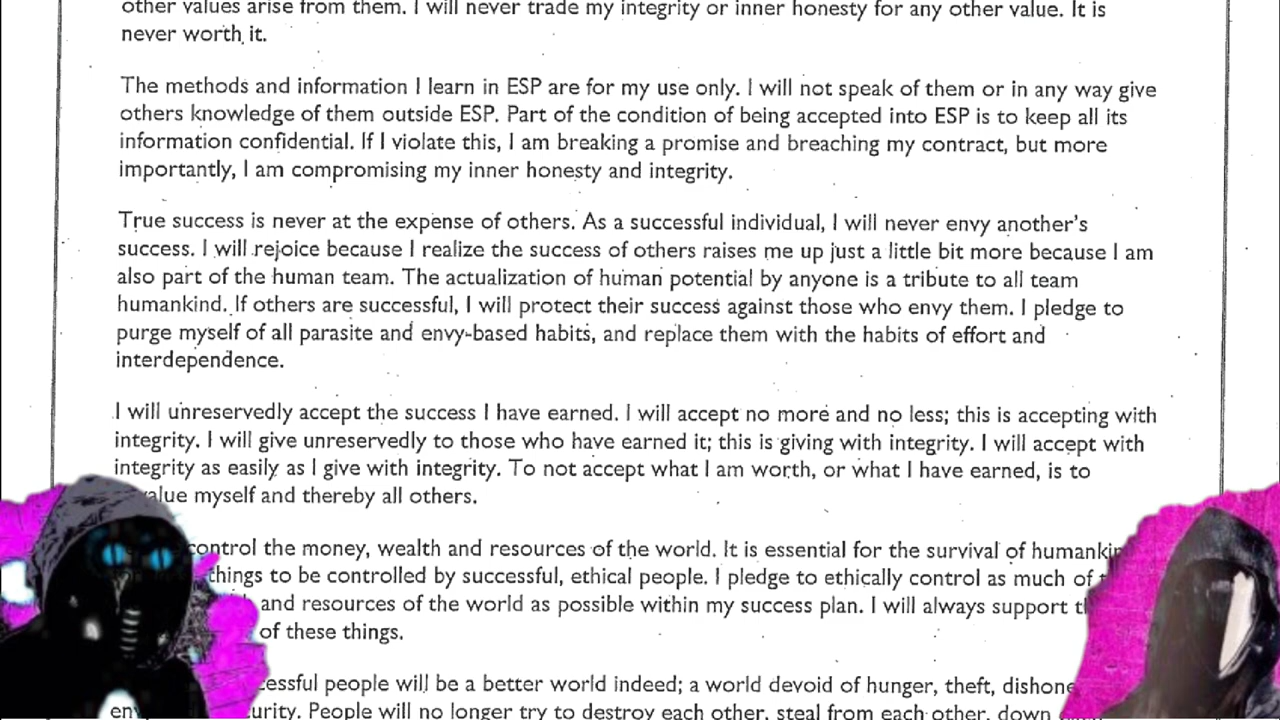 other values arise from them. I will never trade my integrity or inner honesty for any other value. It is
never worth it.
The methods and information I learn in ESP are for my use only. I will not speak of them or in any way give
others knowledge of them outside ESP. Part of the condition of being accepted into ESP is to keep all its
information confidential. If I violate this, I am breaking a promise and breaching my contract, but more
importantly, I am compromising my inner honesty and integrity.
True success is never at the expense of others. As a successful individual, I will never envy another's
success. I will rejoice because I realize the success of others raises me up just a little bit more because I am
also part of the human team. The actualization of human potential by anyone is a tribute to all team
humankind. If others are successful, I will protect their success against those who envy them. I pledge to
purge myself of all parasite and envy-based habits, and replace them with the habits of effort and
interdependence.
I will unreservedly accept the success I have earned. I will accept no more and no less; this is accepting with
integrity. I will give unreservedly to those who have earned it; this is giving with integrity. I will accept with
integrity as easily as I give with integrity. To not accept what I am worth, or what I have earned, is to
myself and thereby all others.
control the money, wealth and resources of the world. It is essential for the survival of
things to be controlled by successful, ethical people. I pledge to ethically control as much of
and resources of the world as possible within my success plan. I will always support
of these things.
people will be a better world indeed; a world devoid of hunger, theft,
People will no longer try to destroy each other, steal from each other, down